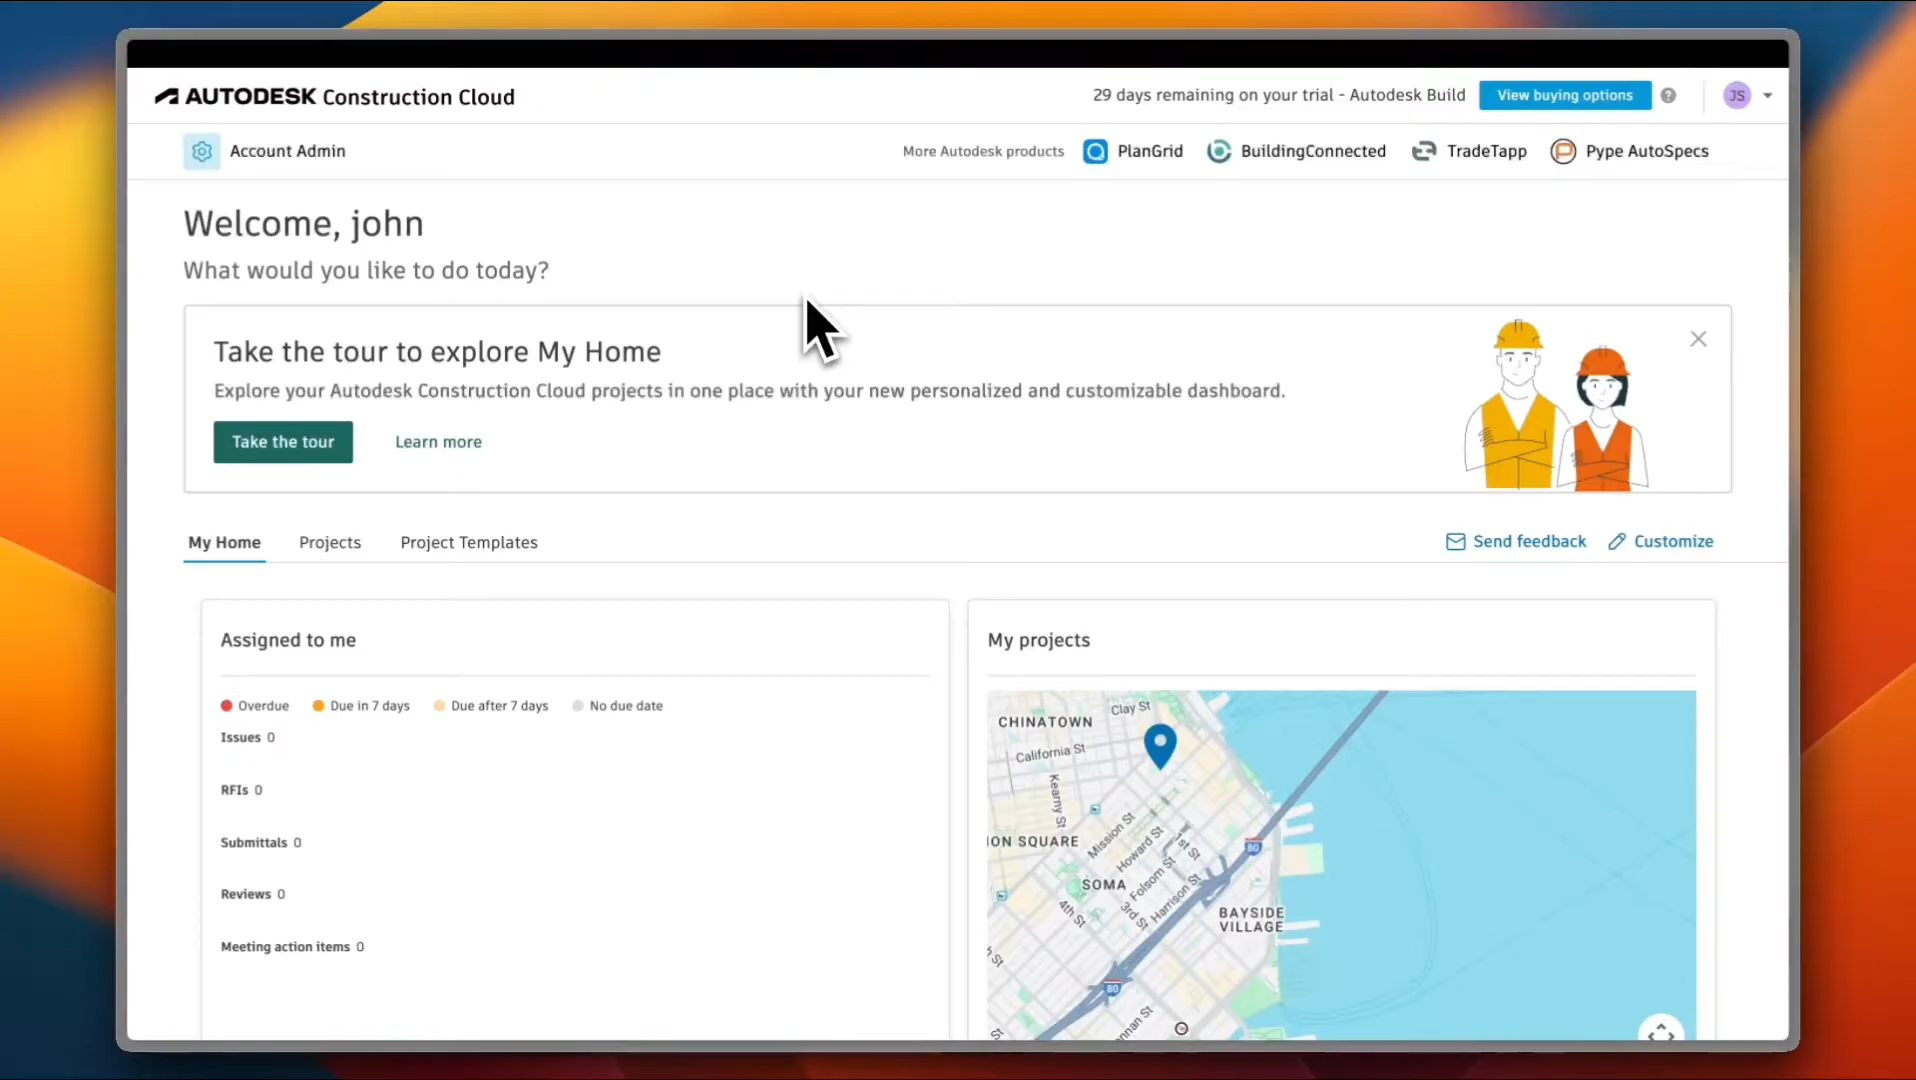 AUTODESK Construction Cloud
29 days remaining on your trial - Autodesk Build
View buying options
JS
Account Admin
More Autodesk products
PlanGrid
BuildingConnected
TradeTapp
Pype AutoSpecs
Welcome, john
What would you like to do today?
Take the tour to explore My Home
Explore your Autodesk Construction Cloud projects in one place with your new personalized and customizable dashboard.
Take the tour
Learn more
My Home
Projects
Project Templates
Send feedback
Customize
Assigned to me
Overdue
Due in 7 days
Due after 7 days
No due date
Issues 0
RFIs 0
Submittals 0
Reviews 0
Meeting action items 0
My projects
CHINATOWN
Clay St
California St
Kearny St
ION SQUARE
Mission St
Howard St
1st St
Folsom St
SOMA
3rd St
Harrison St
4th St
80
BAYSIDE
VILLAGE
80